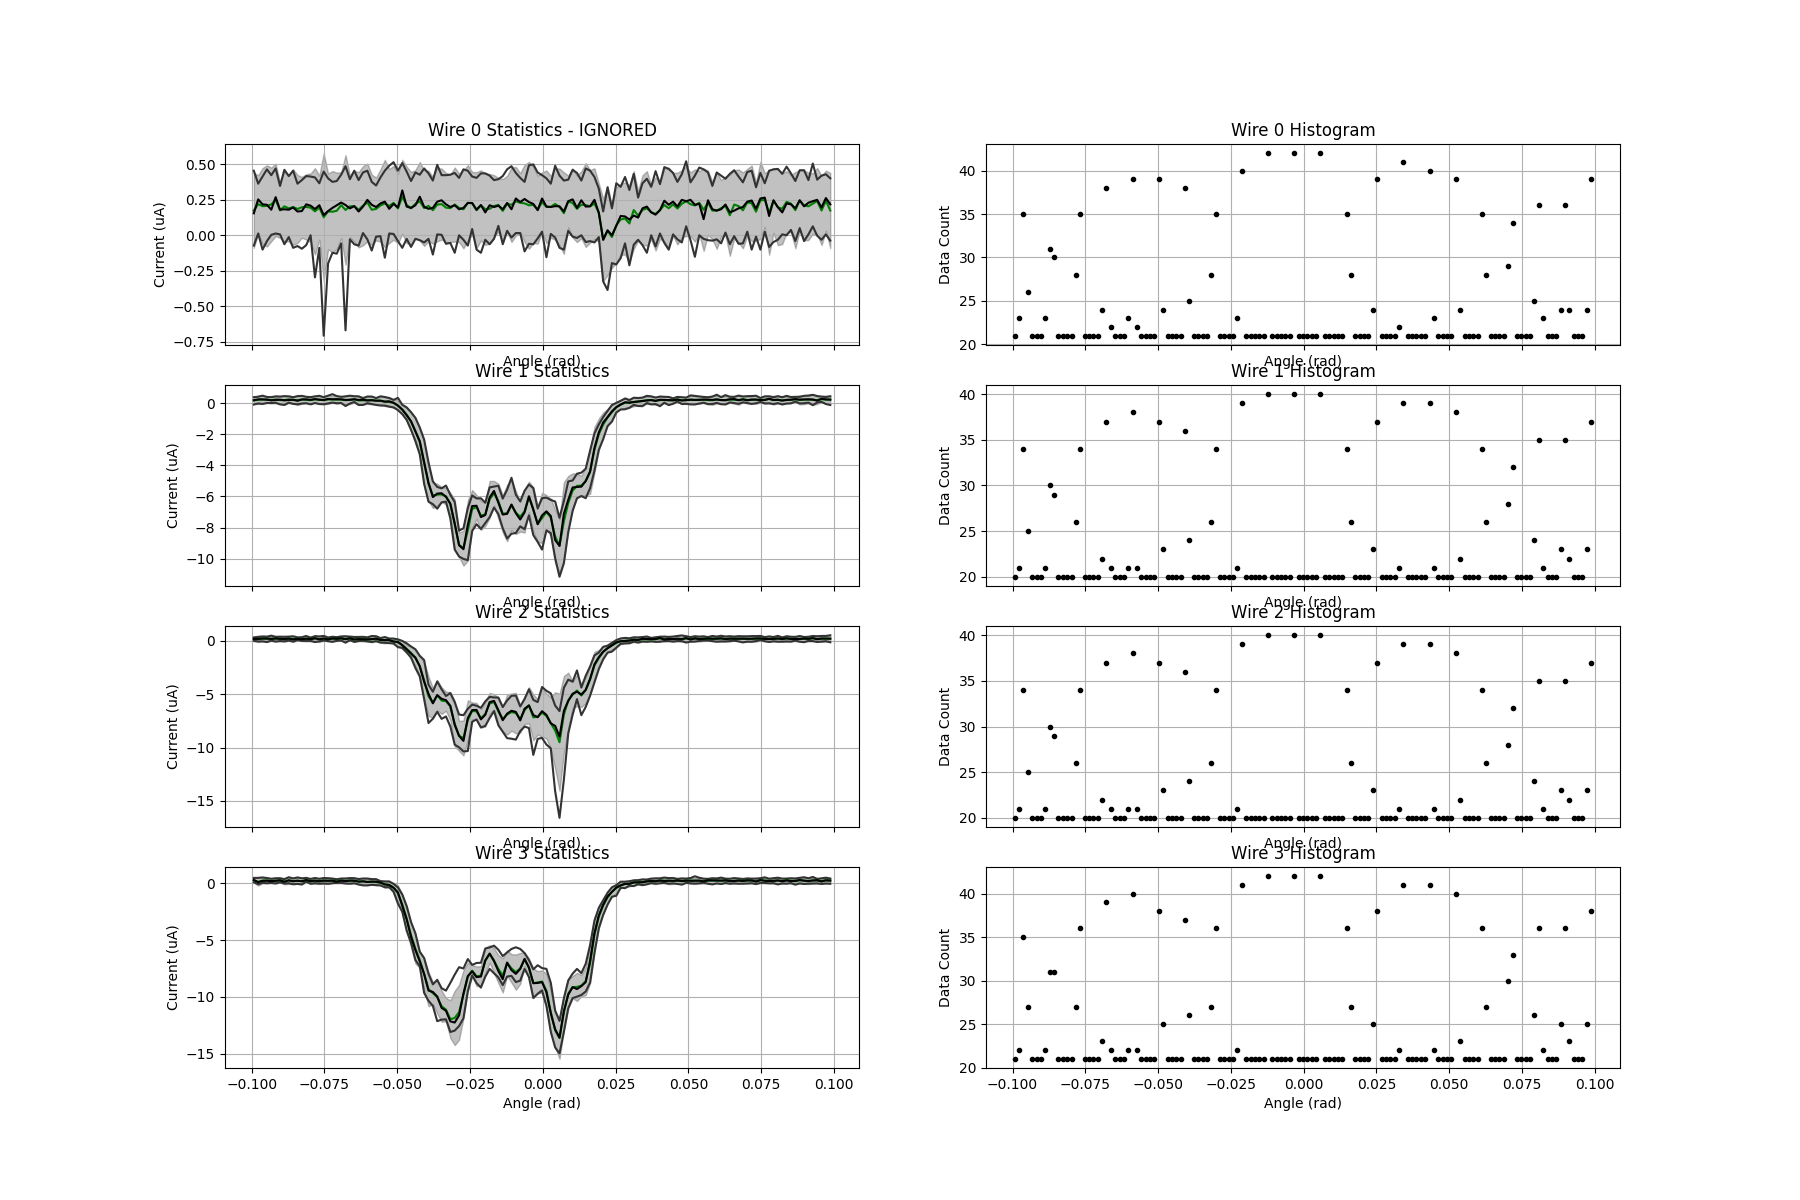 Wire 0 Statistics - IGNORED
Current (uA)
0.50
0.25
0.00
−0.25
−0.50
−0.75
Angle (rad)
Wire 0 Histogram
Data Count
40
35
30
25
20
Angle (rad)
Wire 1 Statistics
Current (uA)
0
−2
−4
−6
−8
−10
Angle (rad)
Wire 1 Histogram
Data Count
40
35
30
25
20
Angle (rad)
Wire 2 Statistics
Current (uA)
0
−5
−10
−15
Angle (rad)
Wire 2 Histogram
Data Count
40
35
30
25
20
Angle (rad)
Wire 3 Statistics
Current (uA)
0
−5
−10
−15
−0.100 −0.075 −0.050 −0.025 0.000 0.025 0.050 0.075 0.100
Angle (rad)
Wire 3 Histogram
Data Count
40
35
30
25
20
−0.100 −0.075 −0.050 −0.025 0.000 0.025 0.050 0.075 0.100
Angle (rad)